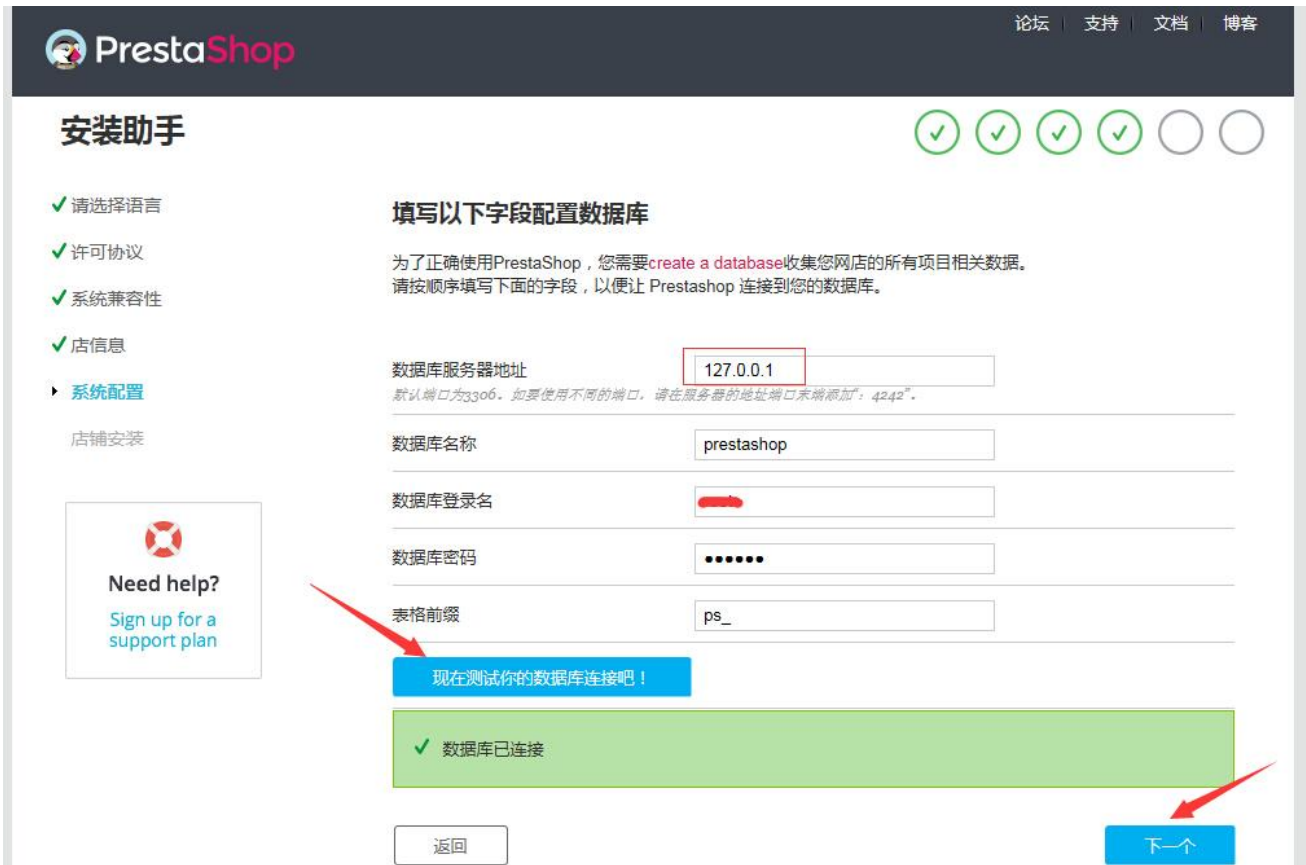 论坛 支持 文档 博客
PrestaShop
安装助手
请选择语言
许可协议
系统兼容性
店信息
系统配置
店铺安装
Need help?
Sign up for a
support plan
填写以下字段配置数据库
为了正确使用PrestaShop，您需要create a database收集您网店的所有项目相关数据。
请按顺序填写下面的字段，以便让 Prestashop 连接到您的数据库。
数据库服务器地址 127.0.0.1
默认端口为3306。如要使用不同的端口，请在服务器的地址端口末端添加“：4242”。
数据库名称 prestashop
数据库登录名
数据库密码 ••••••
表格前缀 ps_
现在测试你的数据库连接吧！
数据库已连接
返回 下一个